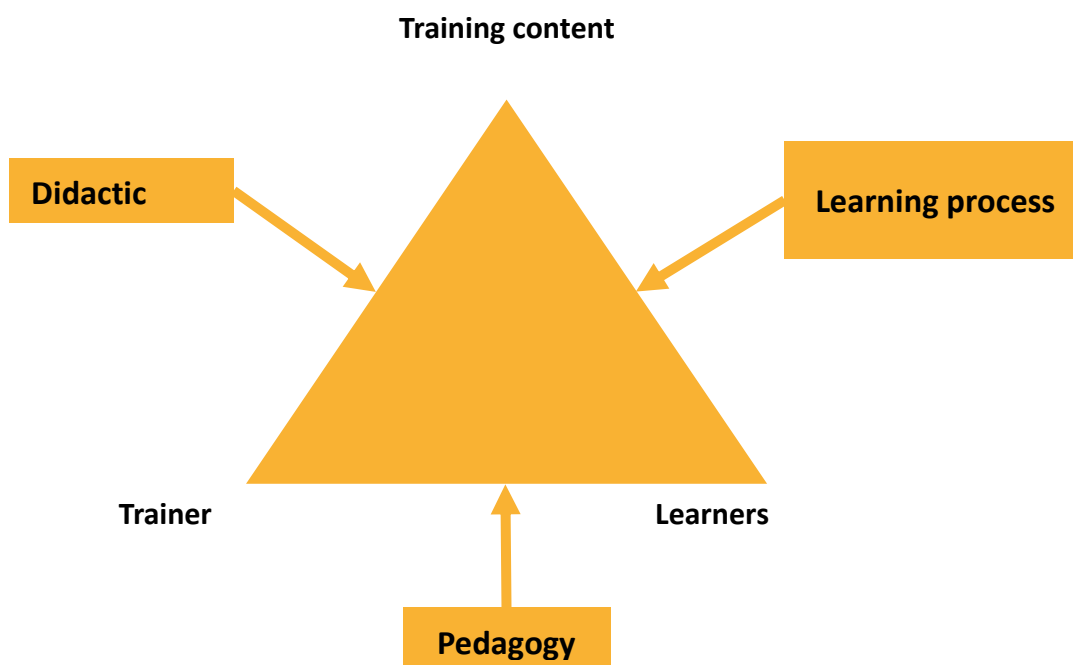 Training content
Didactic
Learning process
Trainer
Learners
Pedagogy